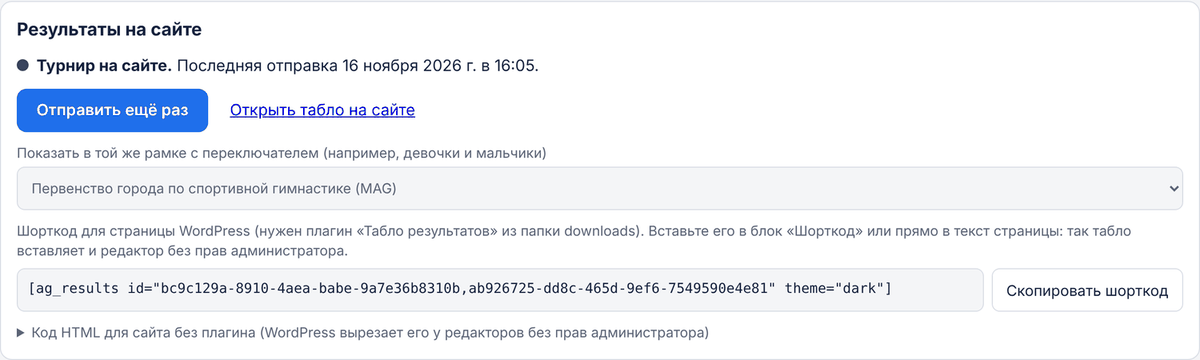 Результаты на сайте
Турнир на сайте. Последняя отправка 16 ноября 2026 г. в 16:05.
Отправить ещё раз
Открыть табло на сайте
Показать в той же рамке с переключателем (например, девочки и мальчики)
Первенство города по спортивной гимнастике (MAG)
Шорткод для страницы WordPress (нужен плагин «Табло результатов» из папки downloads). Вставьте его в блок «Шорткод» или прямо в текст страницы: так табло
вставляет и редактор без прав администратора.
[ag_results id="bc9c129a-8910-4aea-babe-9a7e36b8310b,ab926725-dd8c-465d-9ef6-7549590e4e81" theme="dark"]
Скопировать шорткод
Код HTML для сайта без плагина (WordPress вырезает его у редакторов без прав администратора)